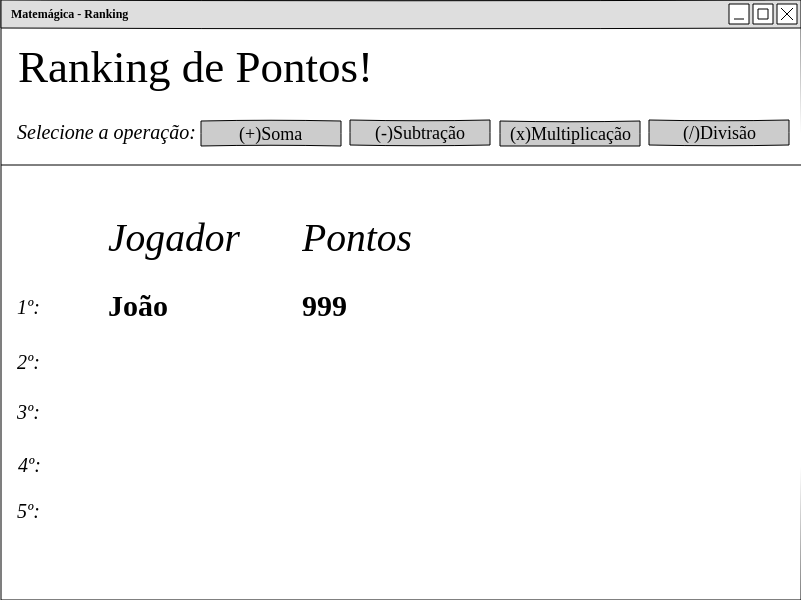 Matemágica - Ranking
Ranking de Pontos!
Selecione a operação: (+)Soma (-)Subtração (x)Multiplicação (/)Divisão
Jogador Pontos
1º: João 999
2º:
3º:
4º:
5º: